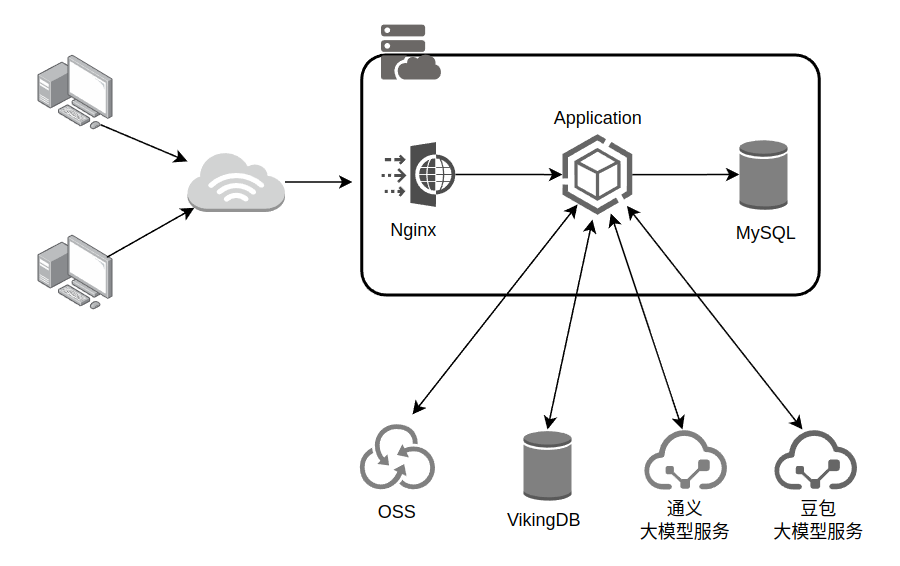 Application
Nginx
MySQL
OSS
VikingDB
通义
大模型服务
豆包
大模型服务